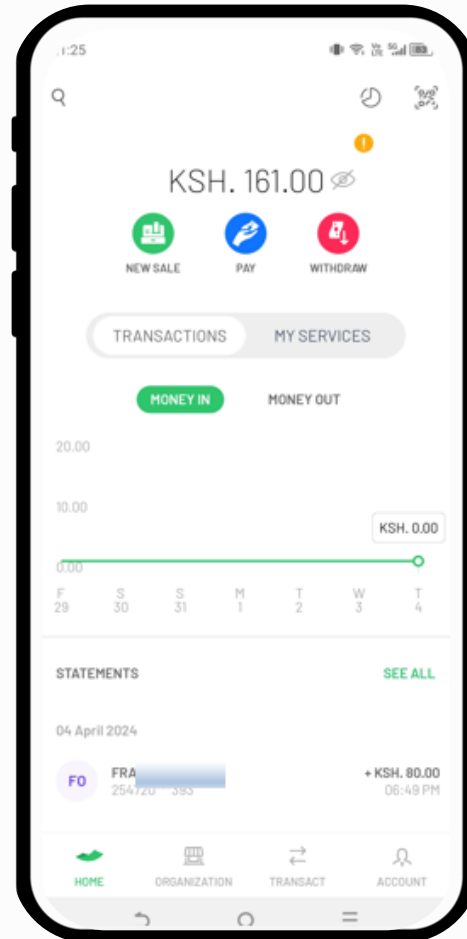 :25
KSH. 161.00
NEW SALE PAY WITHDRAW
TRANSACTIONS MY SERVICES
MONEY IN MONEY OUT
20.00
10.00
KSH. 0.00
0.00
F S S M T W T
29 30 31 1 2 3 4
STATEMENTS SEE ALL
04 April 2024
FO FRA + KSH. 80.00
254720 393 06:49 PM
HOME ORGANIZATION TRANSACT ACCOUNT